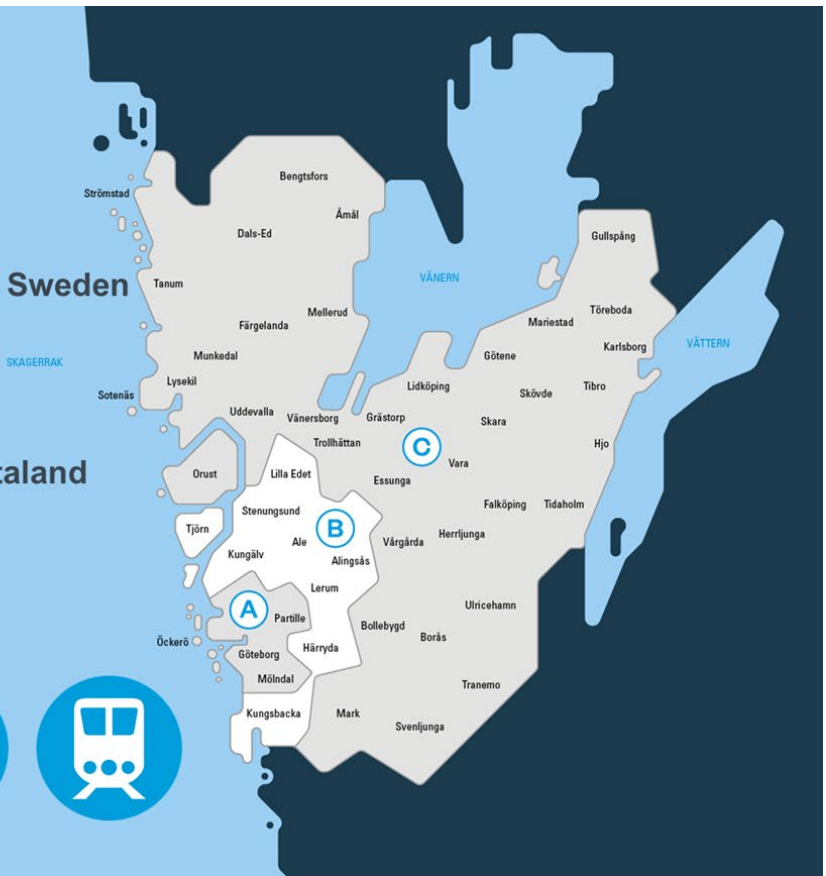 Bengtsfors
Strömstad
Åmål
Dals-Ed
Gullspång
VÄNERN
Sweden
Tanum
Mellerud
Töreboda
Färgelanda
Mariestad
VÄTTERN
Karlsborg
Munkedal
Götene
SKAGERRAK
Lysekil
Lidköping
Tibro
Sotenäs
Skövde
Uddevalla
Vänersborg
Grästorp
Skara
Trollhättan
Hjo
C
Vara
taland
Orust
Lilla Edet
Essunga
Falköping
Tidaholm
Stenungsund
Tjörn
B
Herrljunga
Ale
Vårgårda
Kungälv
Alingsås
Lerum
A
Ulricehamn
Partille
Bollebygd
Borås
Öckerö
Härryda
Göteborg
Mölndal
Tranemo
Kungsbacka
Mark
Svenljunga